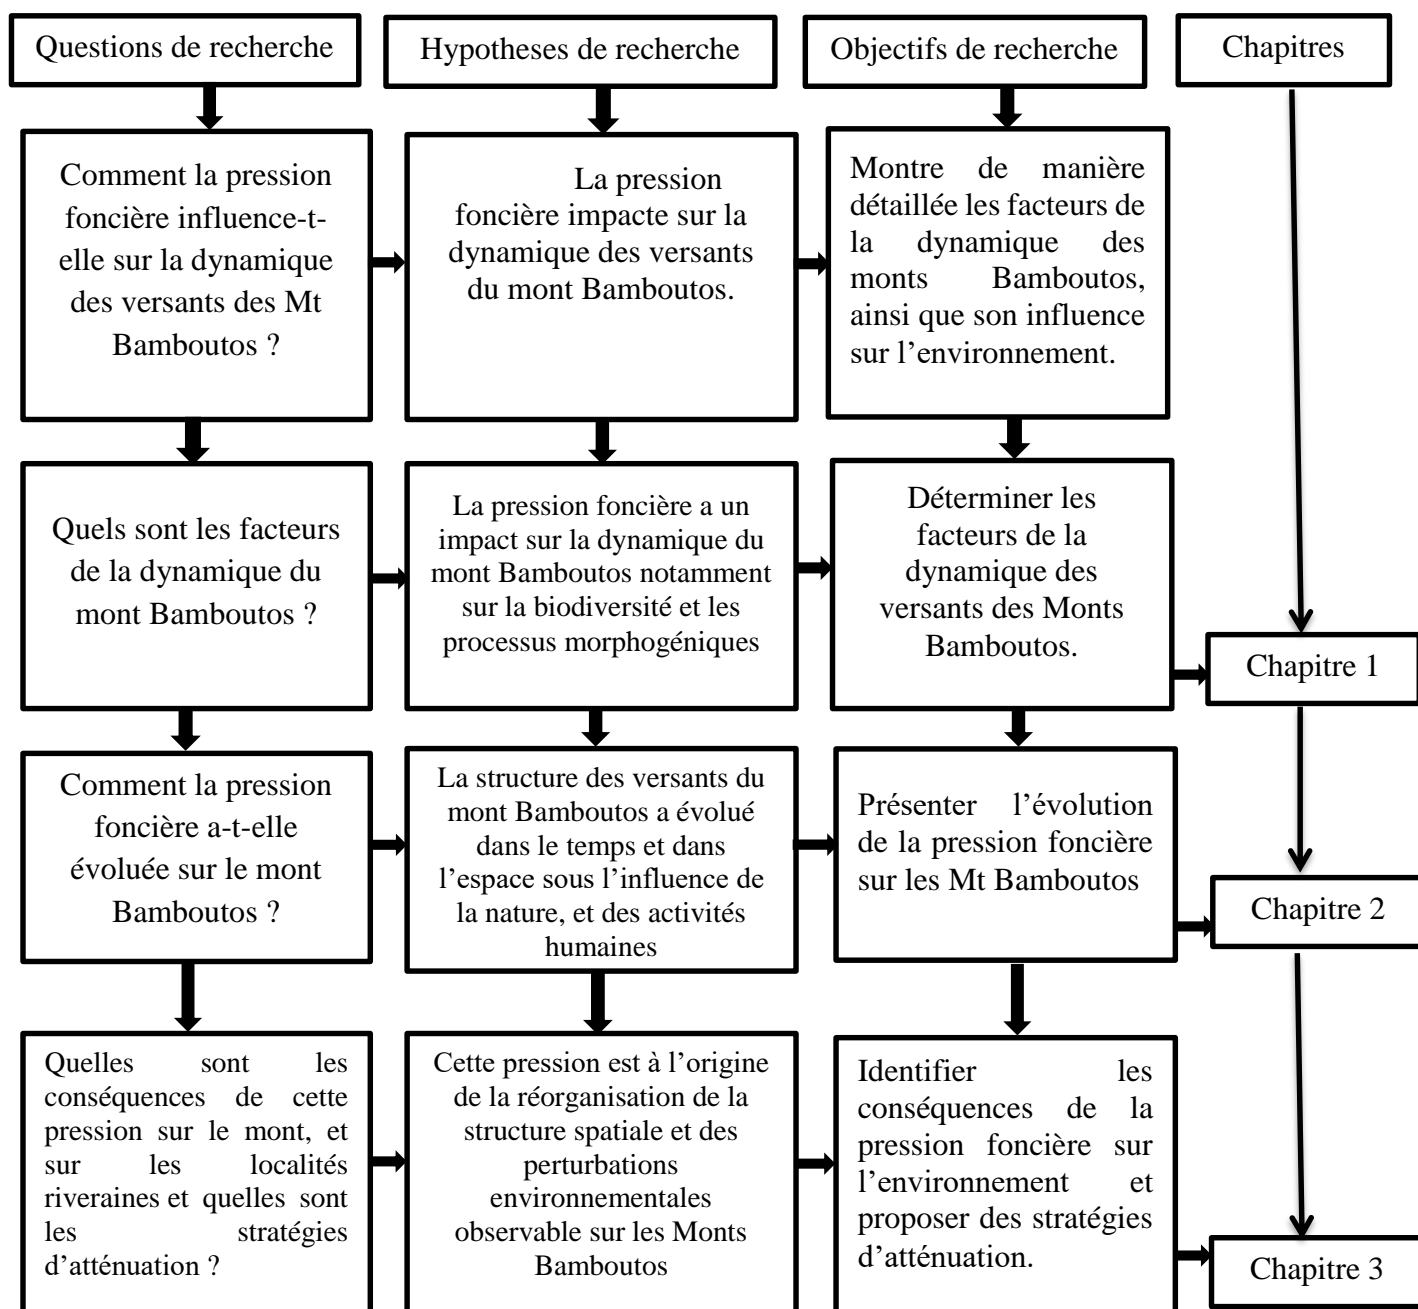 Questions de recherche
Hypotheses de recherche
Objectifs de recherche
Chapitres
Comment la pression
foncière influence-t-
elle sur la dynamique
des versants des Mt
Bamboutos ?
La pression
foncière impacte sur la
dynamique des versants
du mont Bamboutos.
Montre de manière
détaillée les facteurs de
la dynamique des
monts Bamboutos,
ainsi que son influence
sur l’environnement.
Quels sont les facteurs
de la dynamique du
mont Bamboutos ?
La pression foncière a un
impact sur la dynamique du
mont Bamboutos notamment
sur la biodiversité et les
processus morphogéniques
Déterminer les
facteurs de la
dynamique des
versants des Monts
Bamboutos.
Chapitre 1
Comment la pression
foncière a-t-elle
évoluée sur le mont
Bamboutos ?
La structure des versants du
mont Bamboutos a évolué
dans le temps et dans
l’espace sous l’influence de
la nature, et des activités
humaines
Présenter l’évolution
de la pression foncière
sur les Mt Bamboutos
Chapitre 2
Quelles sont les
conséquences de cette
pression sur le mont, et
sur les localités
riveraines et quelles sont
les stratégies
d’atténuation ?
Cette pression est à l’origine
de la réorganisation de la
structure spatiale et des
perturbations
environnementales
observable sur les Monts
Bamboutos
Identifier les
conséquences de la
pression foncière sur
l’environnement et
proposer des stratégies
d’atténuation.
Chapitre 3